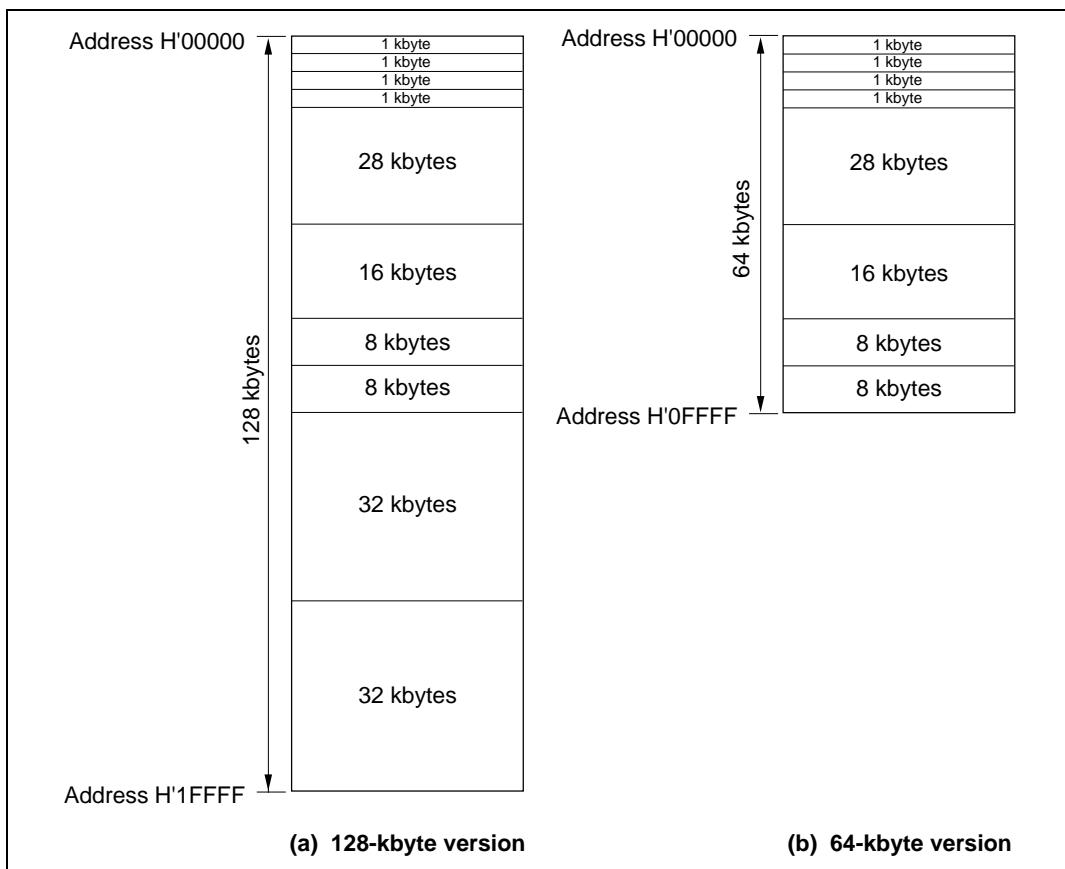 Address H'00000
1 kbyte
1 kbyte
1 kbyte
1 kbyte
28 kbytes
16 kbytes
8 kbytes
8 kbytes
32 kbytes
32 kbytes
128 kbytes
Address H'1FFFF
(a) 128-kbyte version
Address H'00000
1 kbyte
1 kbyte
1 kbyte
1 kbyte
28 kbytes
16 kbytes
8 kbytes
8 kbytes
64 kbytes
Address H'0FFFF
(b) 64-kbyte version